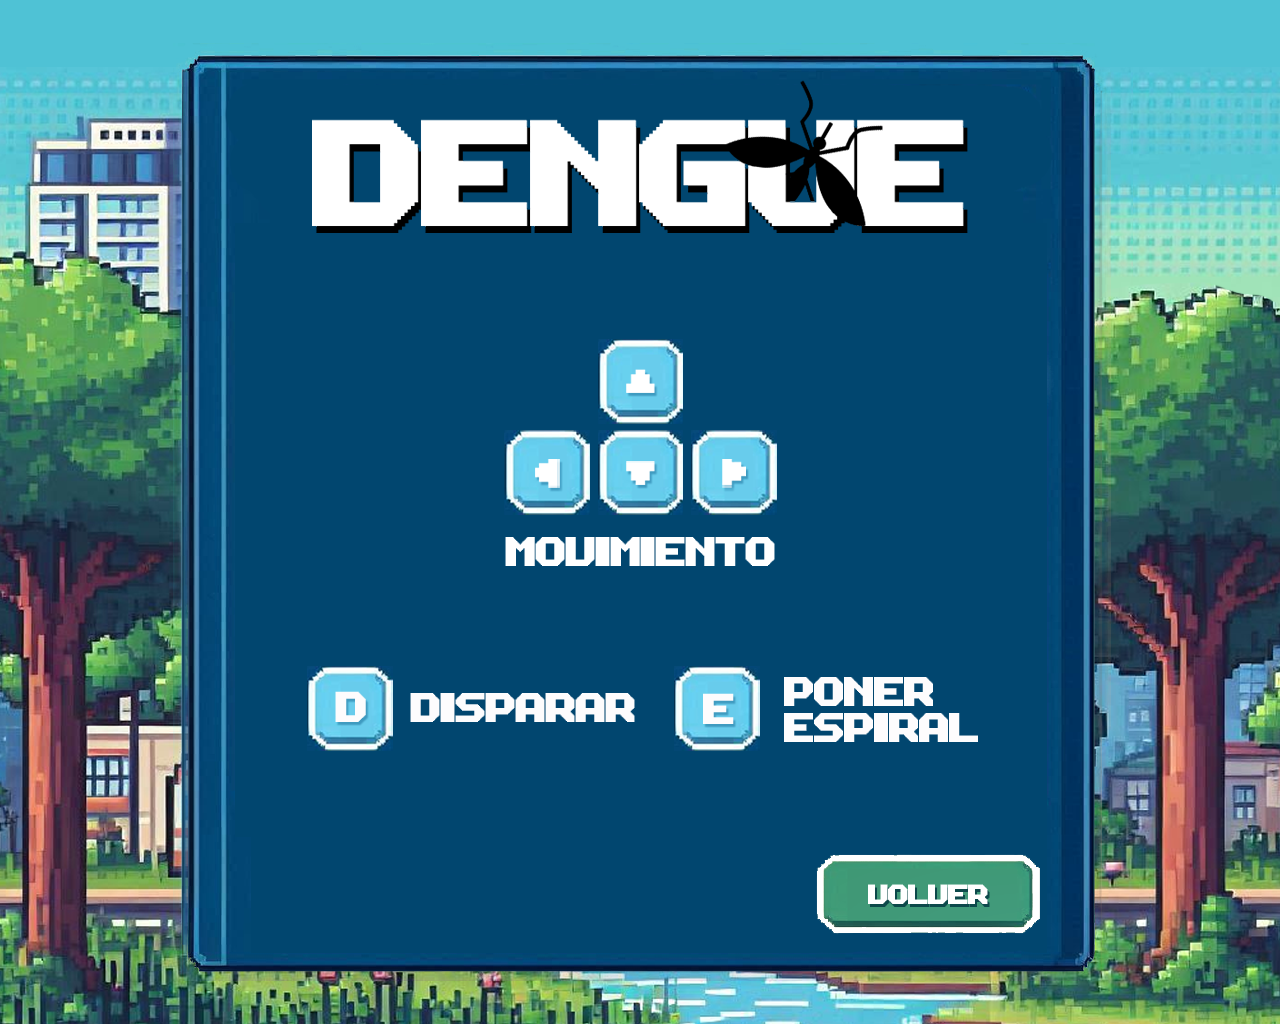 DENGUE
MOVIMIENTO
D DISPARAR
E PONER
ESPIRAL
VOLVER